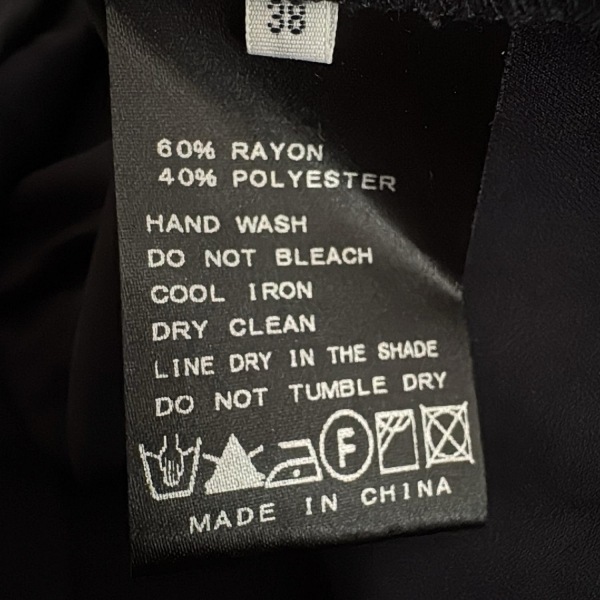 38
60% RAYON
40% POLYESTER
HAND WASH
DO NOT BLEACH
COOL IRON
DRY CLEAN
LINE DRY IN THE SHADE
DO NOT TUMBLE DRY
F
MADE IN CHINA